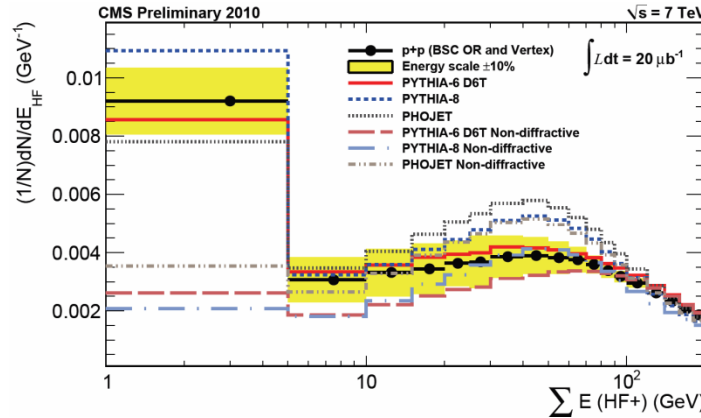 CMS Preliminary 2010 √s = 7 TeV
(1/N)dN/dE_HF (GeV⁻¹)
p+p (BSC OR and Vertex)
Energy scale ±10%
PYTHIA-6 D6T
PYTHIA-8
PHOJET
PYTHIA-6 D6T Non-diffractive
PYTHIA-8 Non-diffractive
PHOJET Non-diffractive
∫ Ldt = 20 μb⁻¹
0.01
0.008
0.006
0.004
0.002
1 10 10²
∑ E (HF+) (GeV)